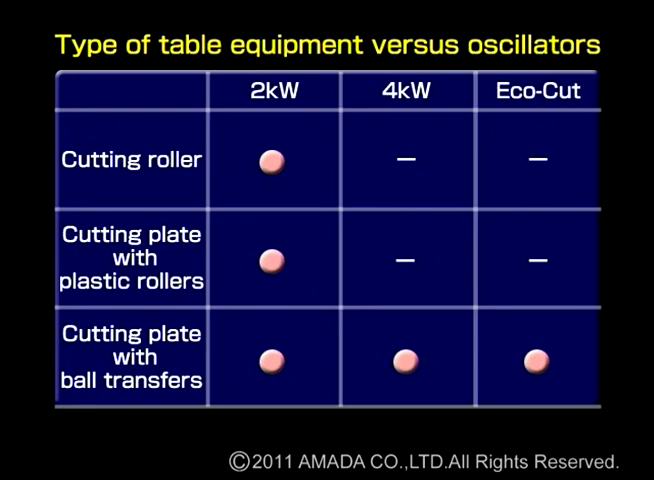 Type of table equipment versus oscillators
2kW 4kW Eco-Cut
Cutting roller — —
Cutting plate
with
plastic rollers — —
Cutting plate
with
ball transfers
©2011 AMADA CO.,LTD.All Rights Reserved.